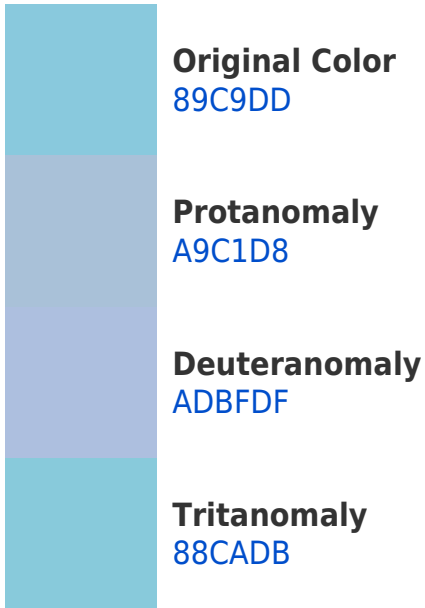 Original Color
89C9DD
Protanomaly
A9C1D8
Deuteranomaly
ADBFDF
Tritanomaly
88CADB